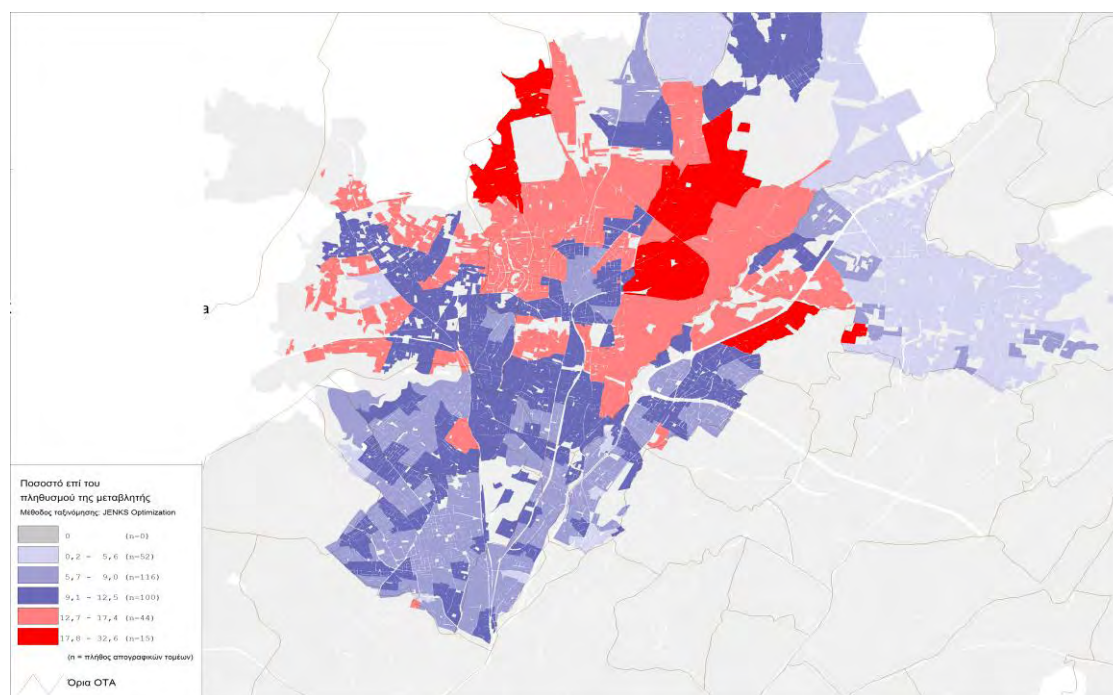 a
Ποσοστό επί του
πληθυσμού της μεταβλητής
Μέθοδος ταξινόμησης: JENKS Optimization
0 (n=0)
0,2 - 5,6 (n=52)
5,7 - 9,0 (n=116)
9,1 - 12,5 (n=100)
12,7 - 17,4 (n=44)
17,8 - 32,6 (n=15)
(n = πλήθος απογραφικών τομέων)
Όρια ΟΤΑ